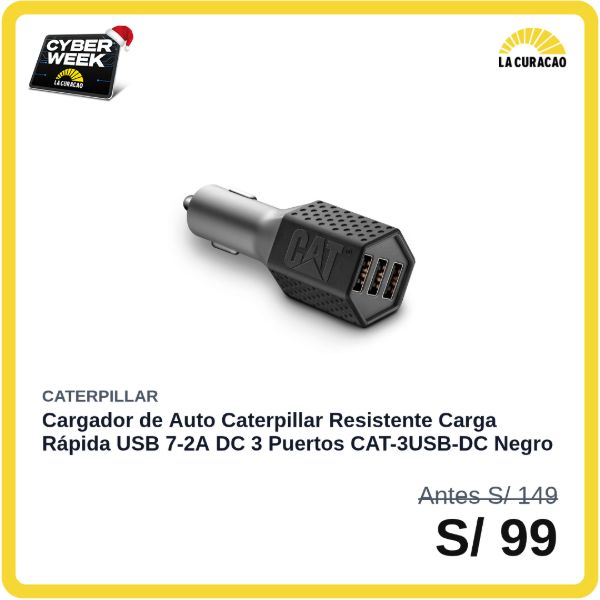 CYBER
WEEK
LA CURACAO
LA CURACAO
CAT
CATERPILLAR
Cargador de Auto Caterpillar Resistente Carga
Rápida USB 7-2A DC 3 Puertos CAT-3USB-DC Negro
Antes S/ 149
S/ 99